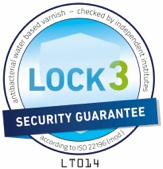 antibacterial water based varnish – checked by independent institutes
LOCK3
SECURITY GUARANTEE
according to ISO 22196 (mod.)
LT014